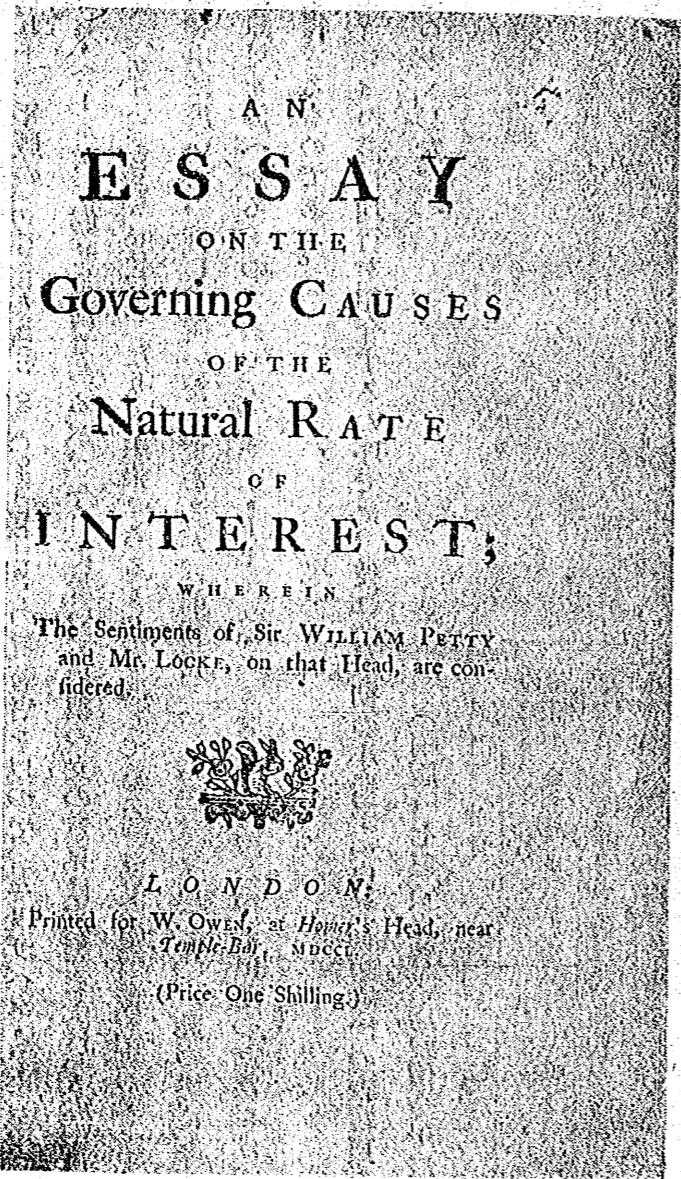 AN
ESSAY
ON THE
Governing CAUSES
OF THE
Natural RATE
OF
INTEREST;
WHEREIN
The Sentiments of Sir WILLIAM PETTY
and Mr. LOCKE, on that Head, are con-
sidered.
LONDON:
Printed for W. OWEN, at Homer's Head, near
Temple-Bar, MDCCL.
(Price One Shilling.)